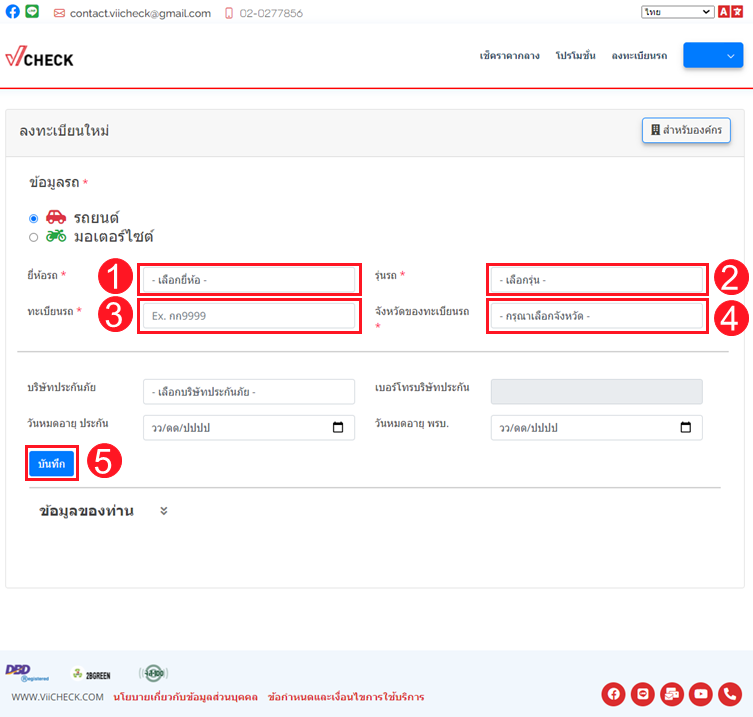 contact.viicheck@gmail.com 02-0277856 ไทย
ViiCHECK เช็คราคากลาง โปรโมชั่น ลงทะเบียนรถ
ลงทะเบียนใหม่ สำหรับองค์กร
ข้อมูลรถ *
รถยนต์
มอเตอร์ไซต์
ยี่ห้อรถ * 1 - เลือกยี่ห้อ - รุ่นรถ * - เลือกรุ่น - 2
ทะเบียนรถ * 3 Ex. กก9999 จังหวัดของทะเบียนรถ - กรุณาเลือกจังหวัด - 4
*
บริษัทประกันภัย - เลือกบริษัทประกันภัย - เบอร์โทรบริษัทประกัน
วันหมดอายุ ประกัน วว/ดด/ปปปป วันหมดอายุ พรบ. วว/ดด/ปปปป
บันทึก 5
ข้อมูลของท่าน
DBD Registered 2BGREEN
WWW.ViiCHECK.COM นโยบายเกี่ยวกับข้อมูลส่วนบุคคล ข้อกำหนดและเงื่อนไขการใช้บริการ